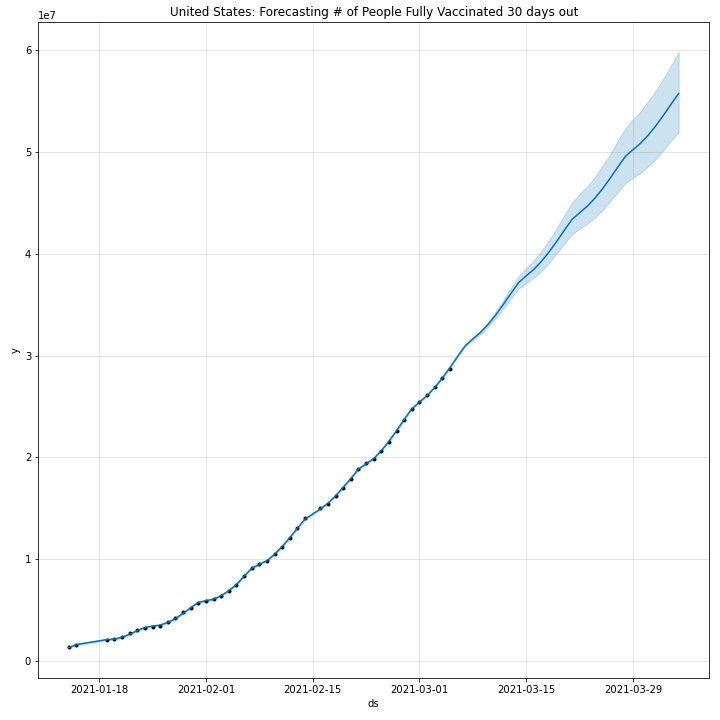 United States: Forecasting # of People Fully Vaccinated 30 days out
1e7
6
5
4
3
2
1
0
y
2021-01-18 2021-02-01 2021-02-15 2021-03-01 2021-03-15 2021-03-29
ds